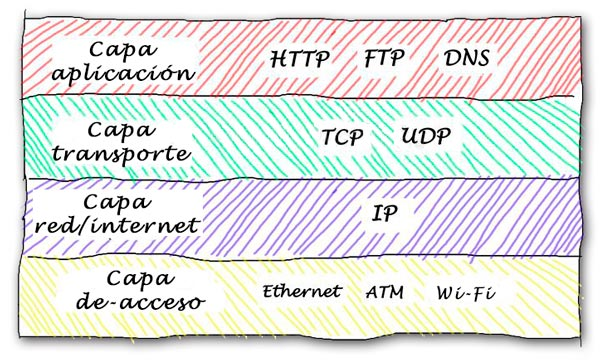 Capa aplicación HTTP FTP DNS
Capa transporte TCP UDP
Capa red/internet IP
Capa de-acceso Ethernet ATM Wi-Fi